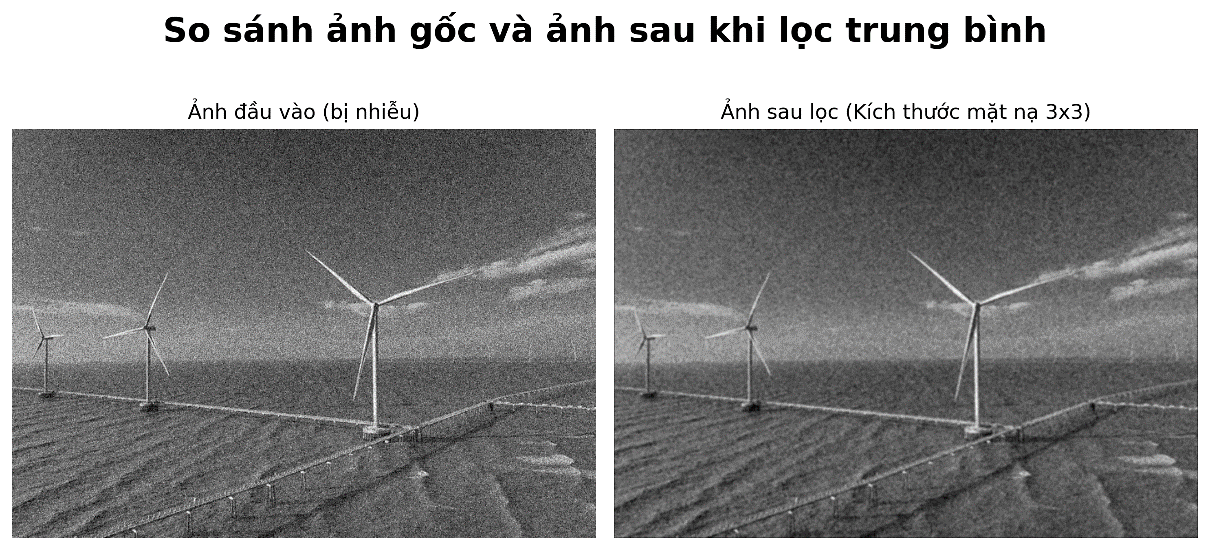 So sánh ảnh gốc và ảnh sau khi lọc trung bình
Ảnh đầu vào (bị nhiễu)
Ảnh sau lọc (Kích thước mặt nạ 3x3)